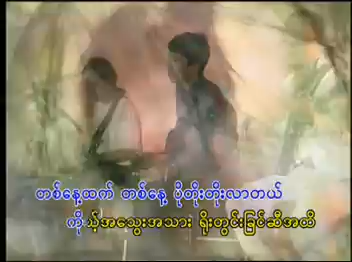 တစ်နေ့ထက် တစ်နေ့ ပိုတိုးတိုးလာတယ်
ကိုယ့်အသွေးအသား ရိုးတွင်းခြင်ဆီအထိ